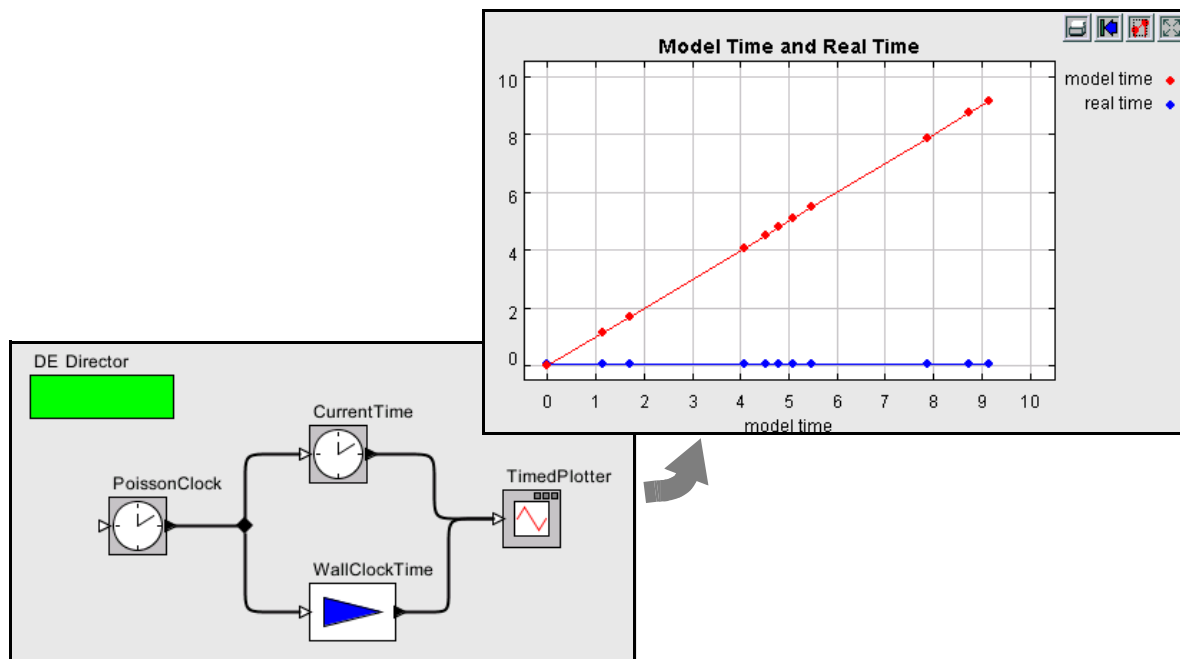 Model Time and Real Time
model time
real time
10
8
6
4
2
0
0 1 2 3 4 5 6 7 8 9 10
model time
DE Director
CurrentTime
PoissonClock
TimedPlotter
WallClockTime